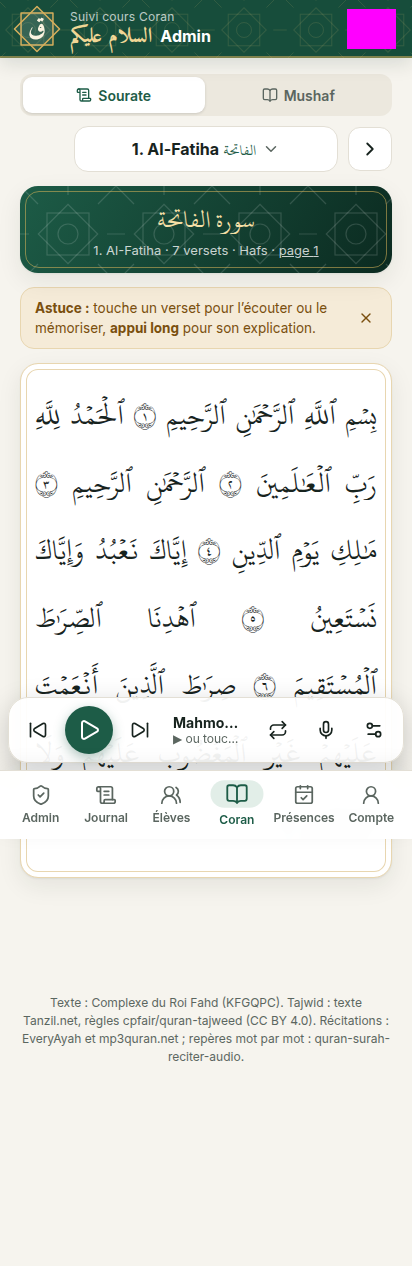 Suivi cours Coran
ق
السلام عليكم Admin
Sourate
Mushaf
1. Al-Fatiha الفاتحة
سورة الفاتحة
1. Al-Fatiha · 7 versets · Hafs · page 1
Astuce : touche un verset pour l’écouter ou le
mémoriser, appui long pour son explication.
بِسۡمِ ٱللَّهِ ٱلرَّحۡمَٰنِ ٱلرَّحِيمِ ١ ٱلۡحَمۡدُ لِلَّهِ
رَبِّ ٱلۡعَٰلَمِينَ ٢ ٱلرَّحۡمَٰنِ ٱلرَّحِيمِ ٣
مَٰلِكِ يَوۡمِ ٱلدِّينِ ٤ إِيَّاكَ نَعۡبُدُ وَإِيَّاكَ
نَسۡتَعِينُ ٥ ٱهۡدِنَا ٱلصِّرَٰطَ
ٱلۡمُسۡتَقِيمَ ٦ صِرَٰطَ ٱلَّذِينَ أَنۡعَمۡتَ
عَلَيۡهِمۡ غَيۡرِ ٱلۡمَغۡضُوبِ عَلَيۡهِمۡ وَلَا
Mahmo...
▶ ou touc...
Admin
Journal
Élèves
Coran
Présences
Compte
Texte : Complexe du Roi Fahd (KFGQPC). Tajwid : texte
Tanzil.net, règles cpfair/quran-tajweed (CC BY 4.0). Récitations :
EveryAyah et mp3quran.net ; repères mot par mot : quran-surah-
reciter-audio.